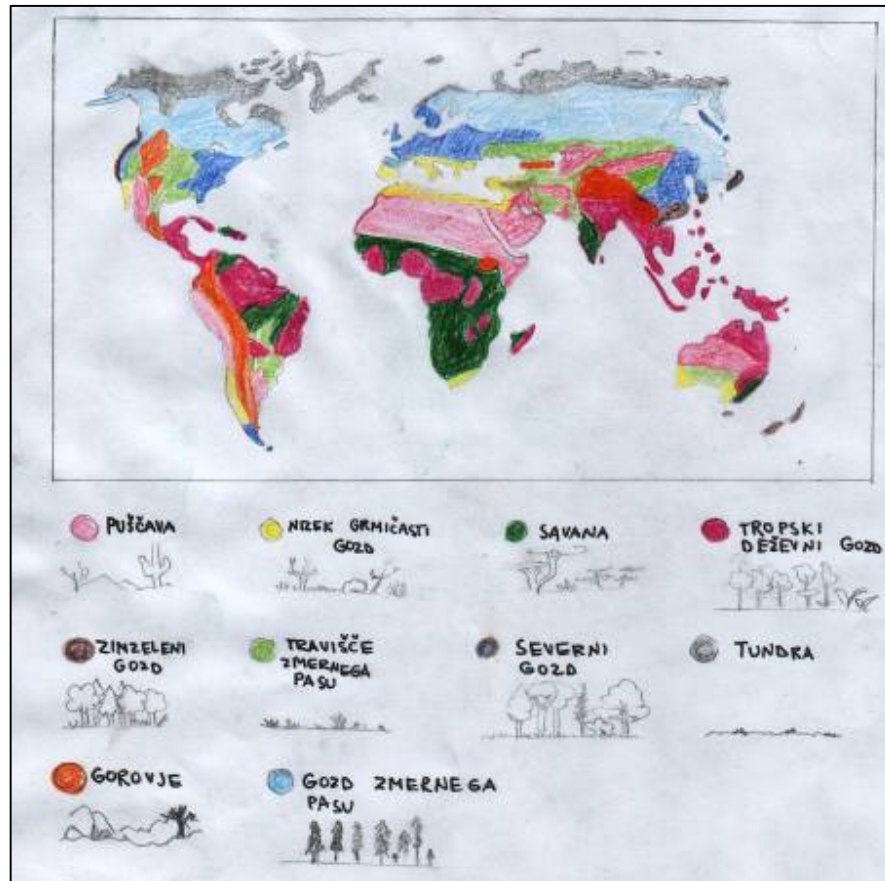 PUŠČAVA
NIZEK GRMIČASTI
GOZD
SAVANA
TROPSKI
DEŽEVNI GOZD
ZIMZELENI
GOZD
TRAVIŠČE
ZMERNEGA
PASU
SEVERNI
GOZD
TUNDRA
GOROVJE
GOZD ZMERNEGA
PASU